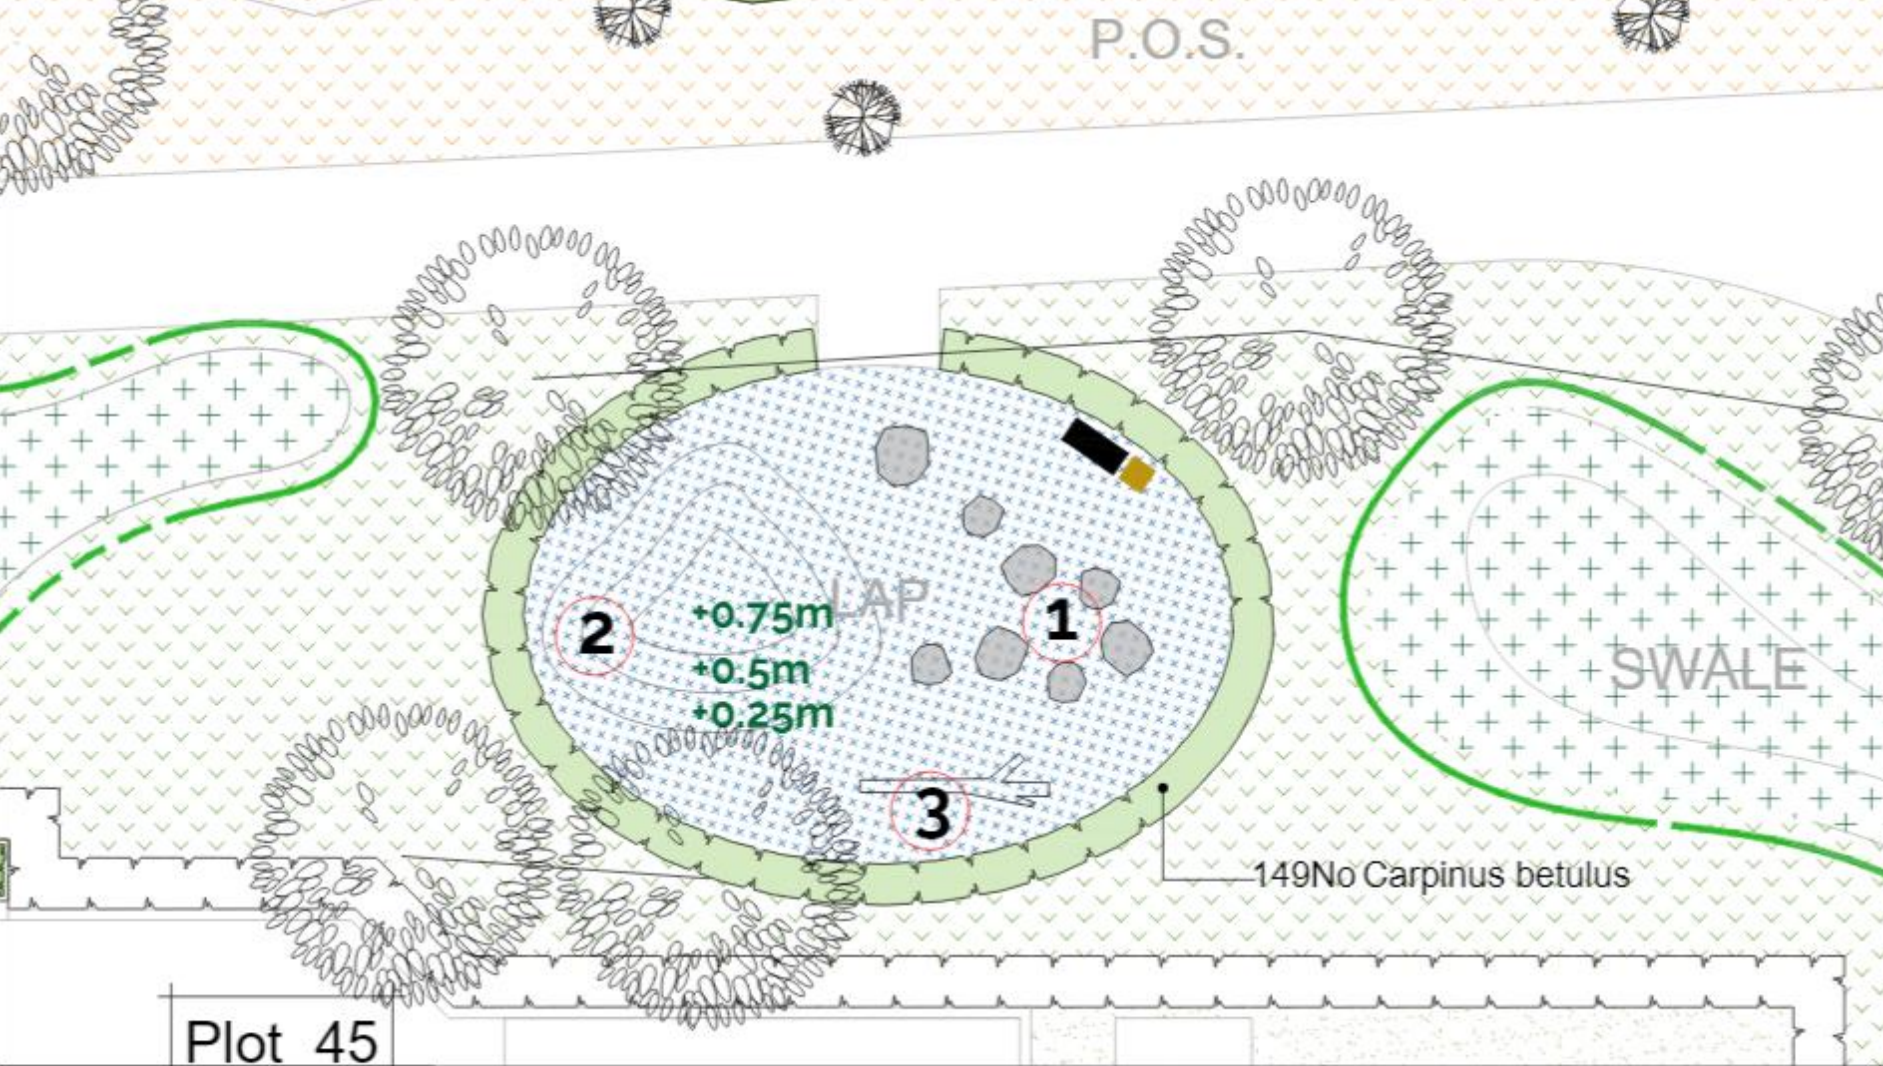 P.O.S.
LAP
+0.75m
1
2
+0.5m
SWALE
+0.25m
3
149No Carpinus betulus
Plot 45